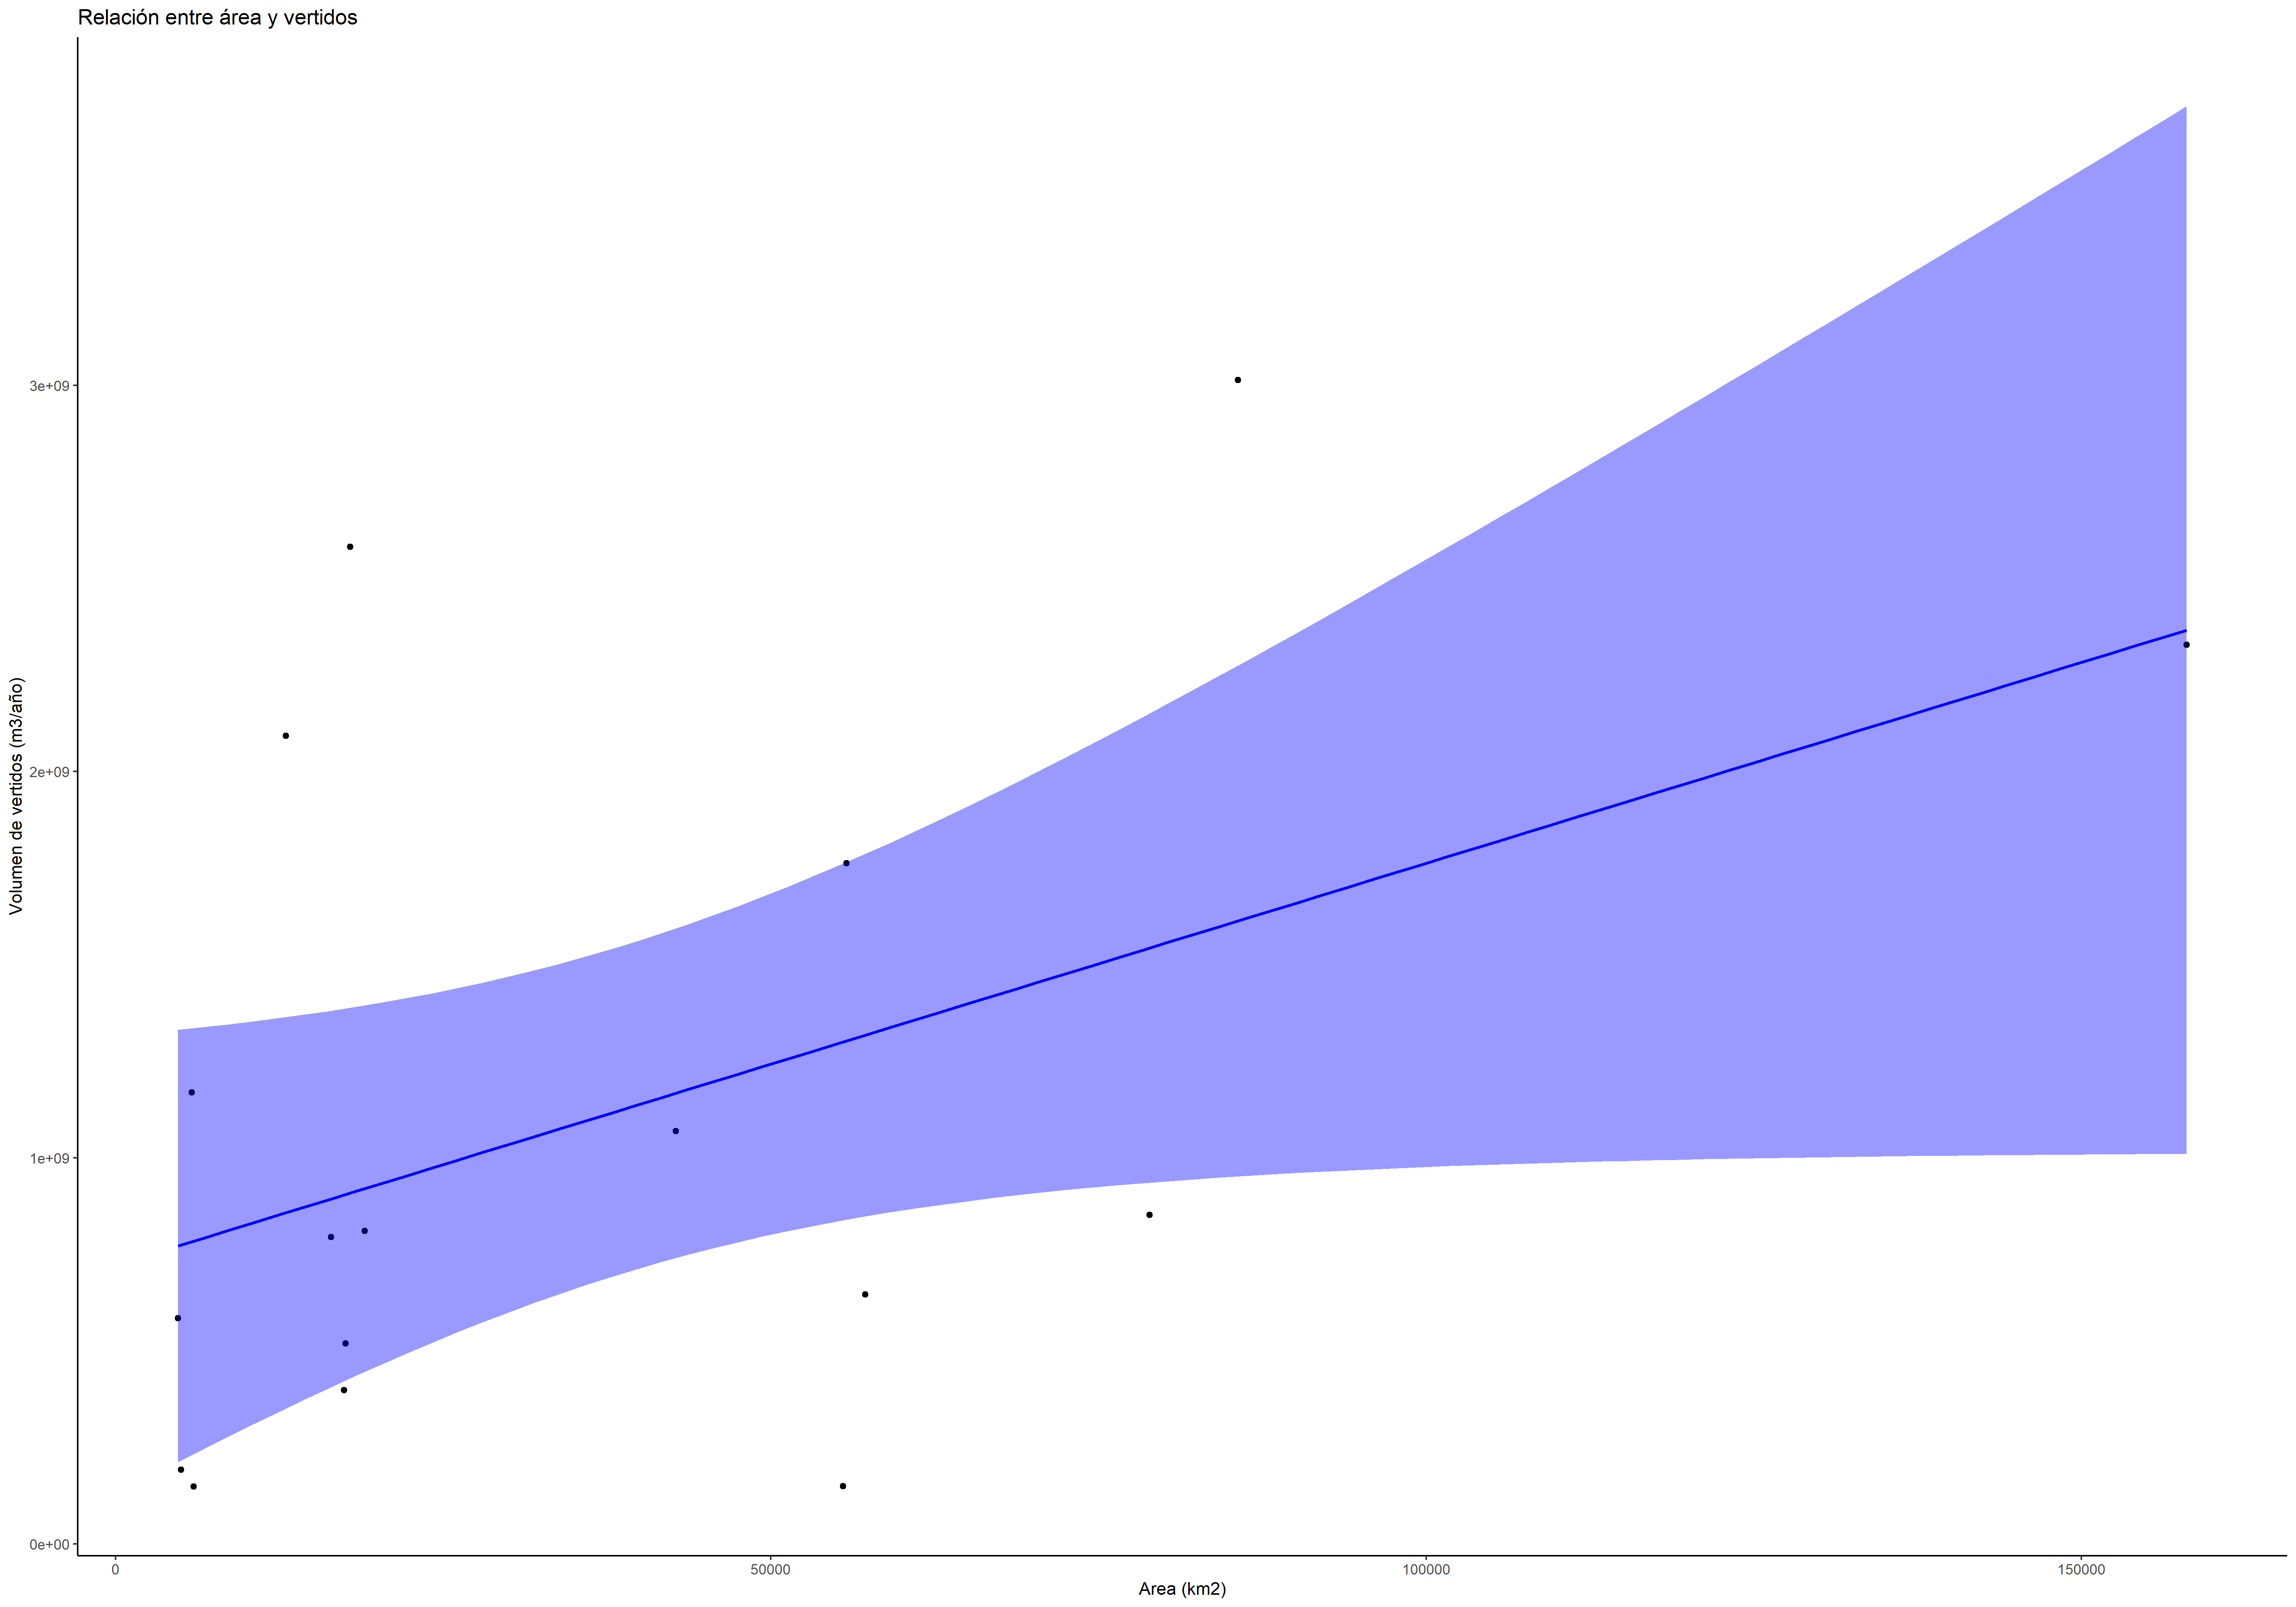 Relación entre área y vertidos
Volumen de vertidos (m3/año)
3e+09
2e+09
1e+09
0e+00
0
50000
100000
150000
Area (km2)